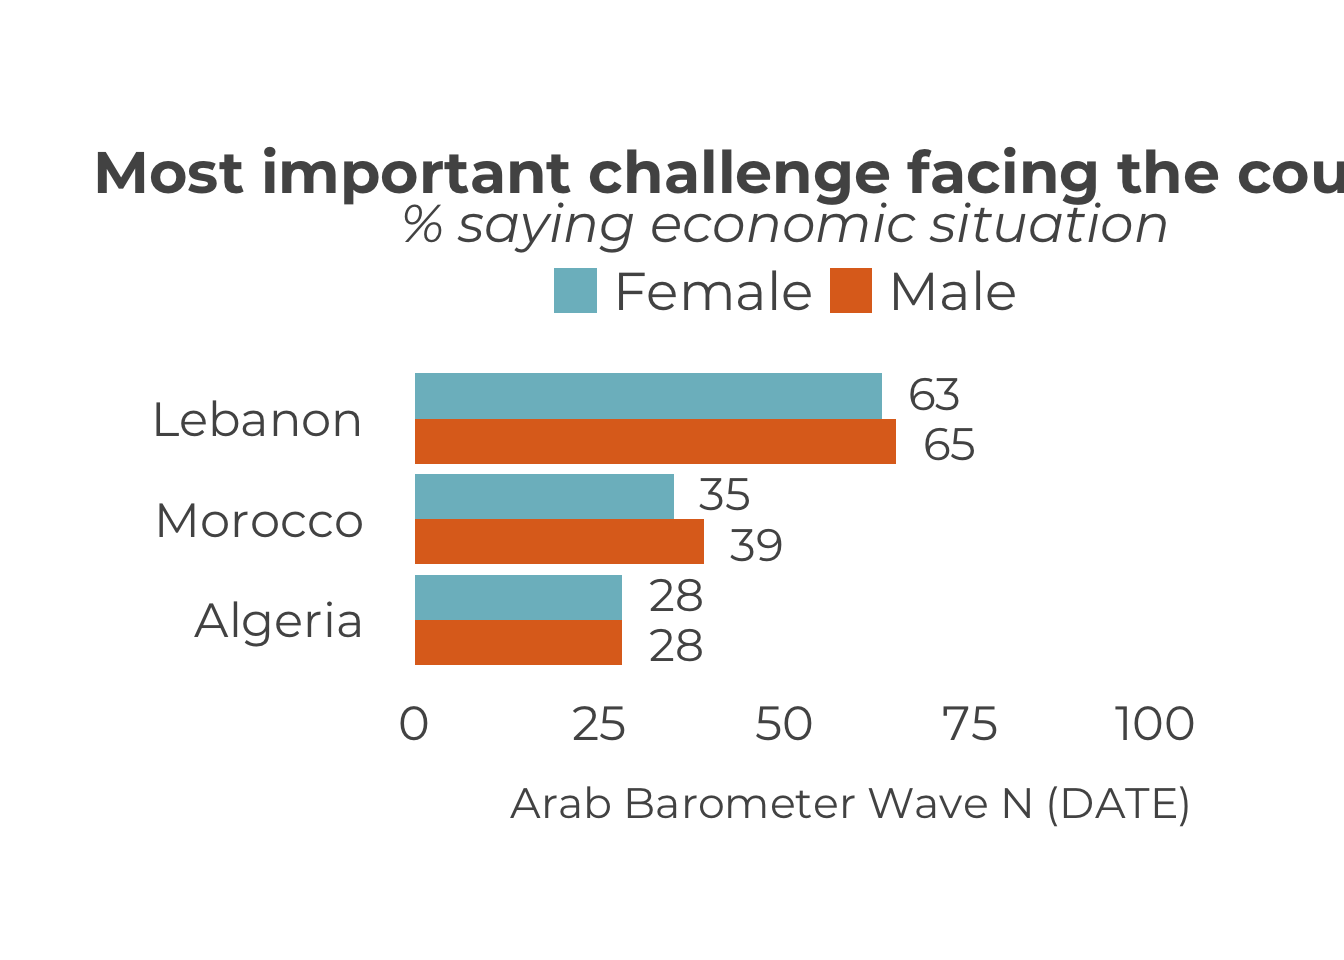 Most important challenge facing the cou
% saying economic situation
Female Male
Lebanon 63
65
Morocco 35
39
Algeria 28
28
0 25 50 75 100
Arab Barometer Wave N (DATE)